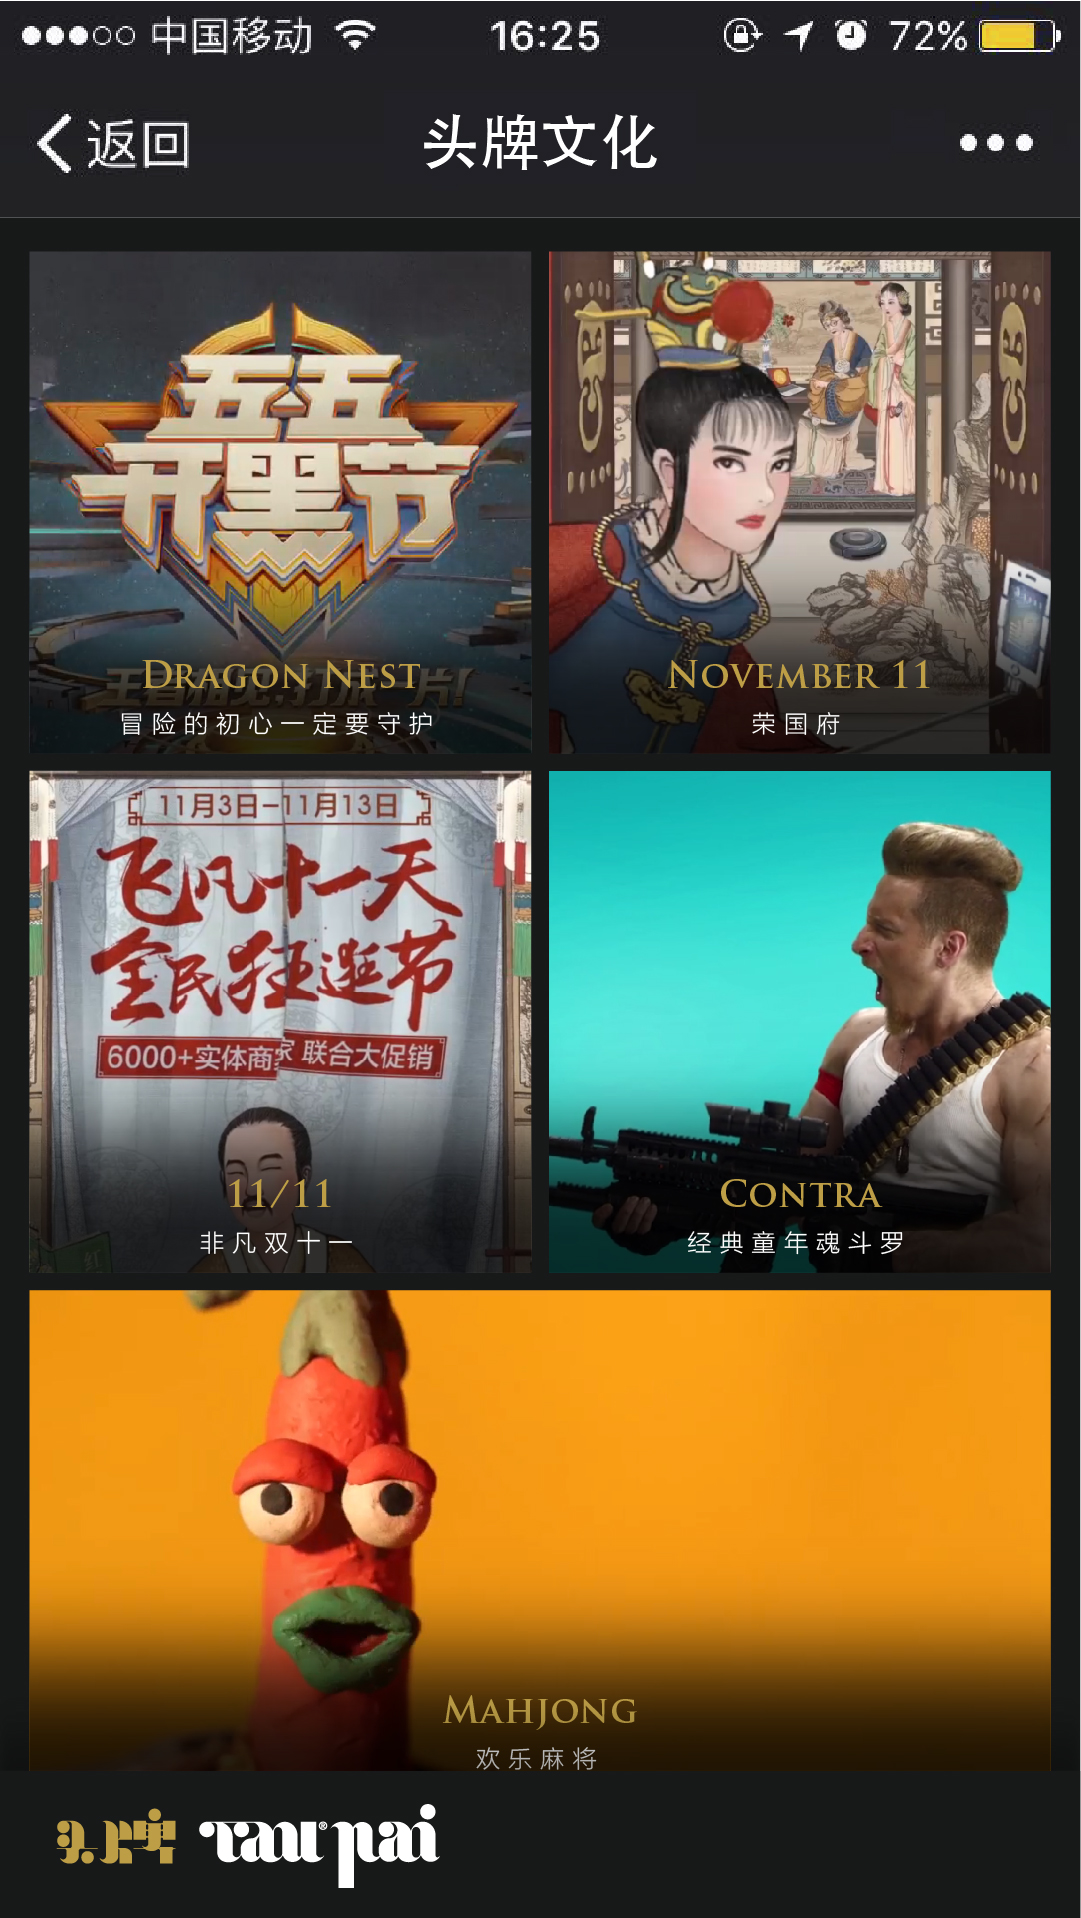 中国移动
16:25
72%
返回
头牌文化
五五
开黑节
DRAGON NEST
冒险的初心一定要守护
NOVEMBER 11
荣国府
11月3日-11月13日
飞凡十一天
全民狂逛节
6000+实体商家 联合大促销
11/11
非凡双十一
CONTRA
经典童年魂斗罗
MAHJONG
欢乐麻将
头牌 Taupai